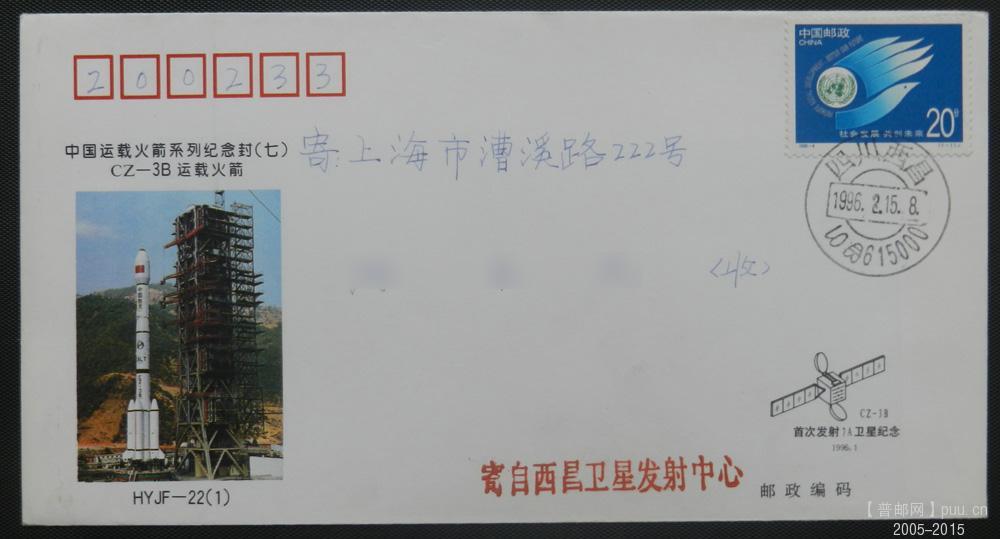 200233
中国邮政
CHINA
社会发展 共创未来
20分
中国运载火箭系列纪念封(七)
CZ-3B 运载火箭
寄:上海市漕溪路222号
(收)
四川西昌
1996.2.15.8.
615000
CZ-3B
首次发射7A卫星纪念
1996.1
寄自西昌卫星发射中心
邮政编码
HYJF-22(1)
【普邮网】puu.cn
2005-2015